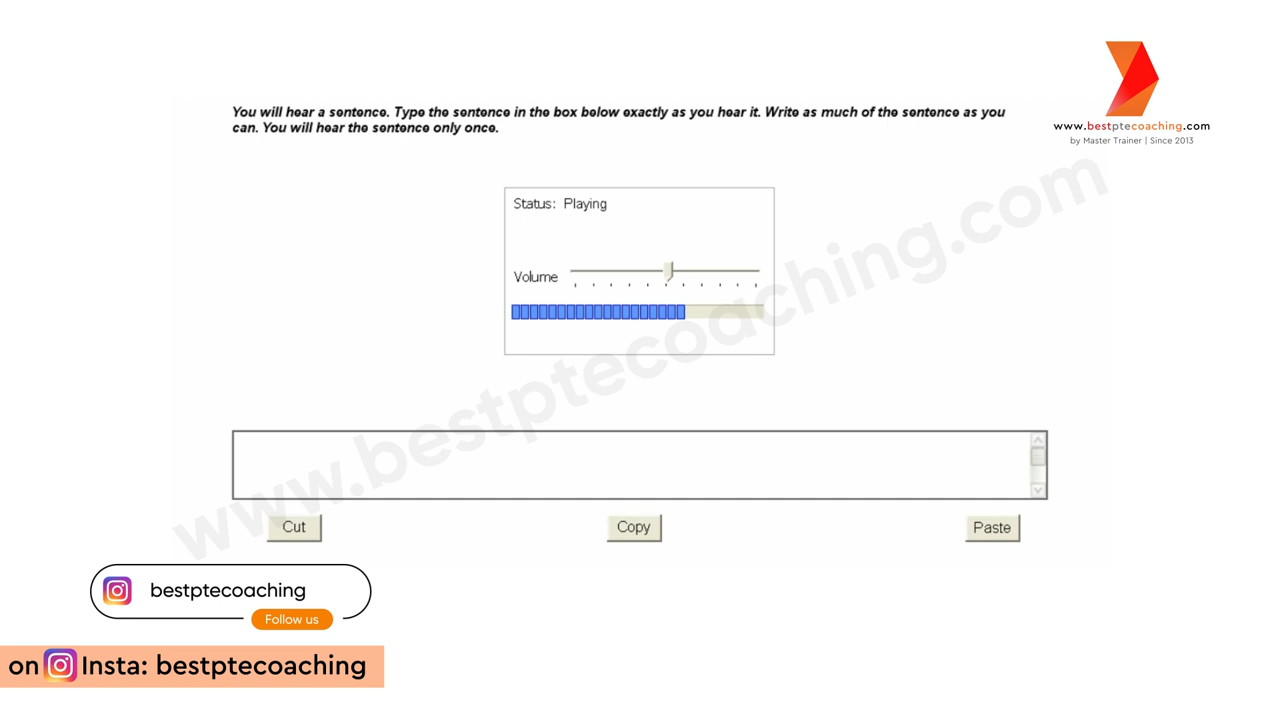 You will hear a sentence. Type the sentence in the box below exactly as you hear it. Write as much of the sentence as you
can. You will hear the sentence only once.
www.bestptecoaching.com
by Master Trainer | Since 2013
Status: Playing
Volume
www.bestptecoaching.com
Cut
Copy
Paste
bestptecoaching
Follow us
on Insta: bestptecoaching